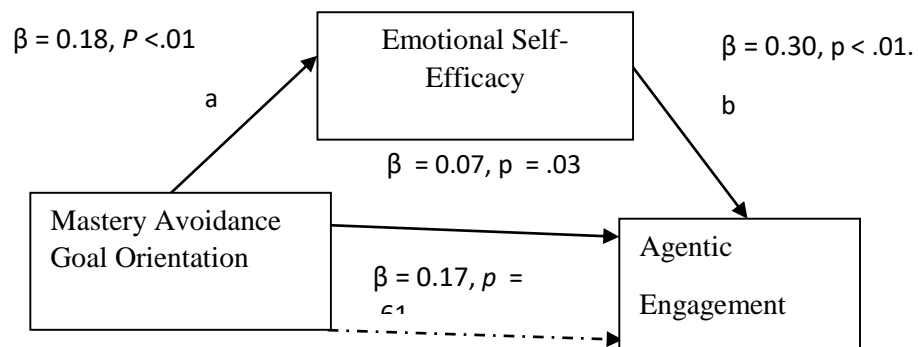 β = 0.18, P <.01
Emotional Self-
Efficacy
β = 0.30, p < .01.
a
b
β = 0.07, p = .03
Mastery Avoidance
Goal Orientation
Agentic
Engagement
β = 0.17, p =